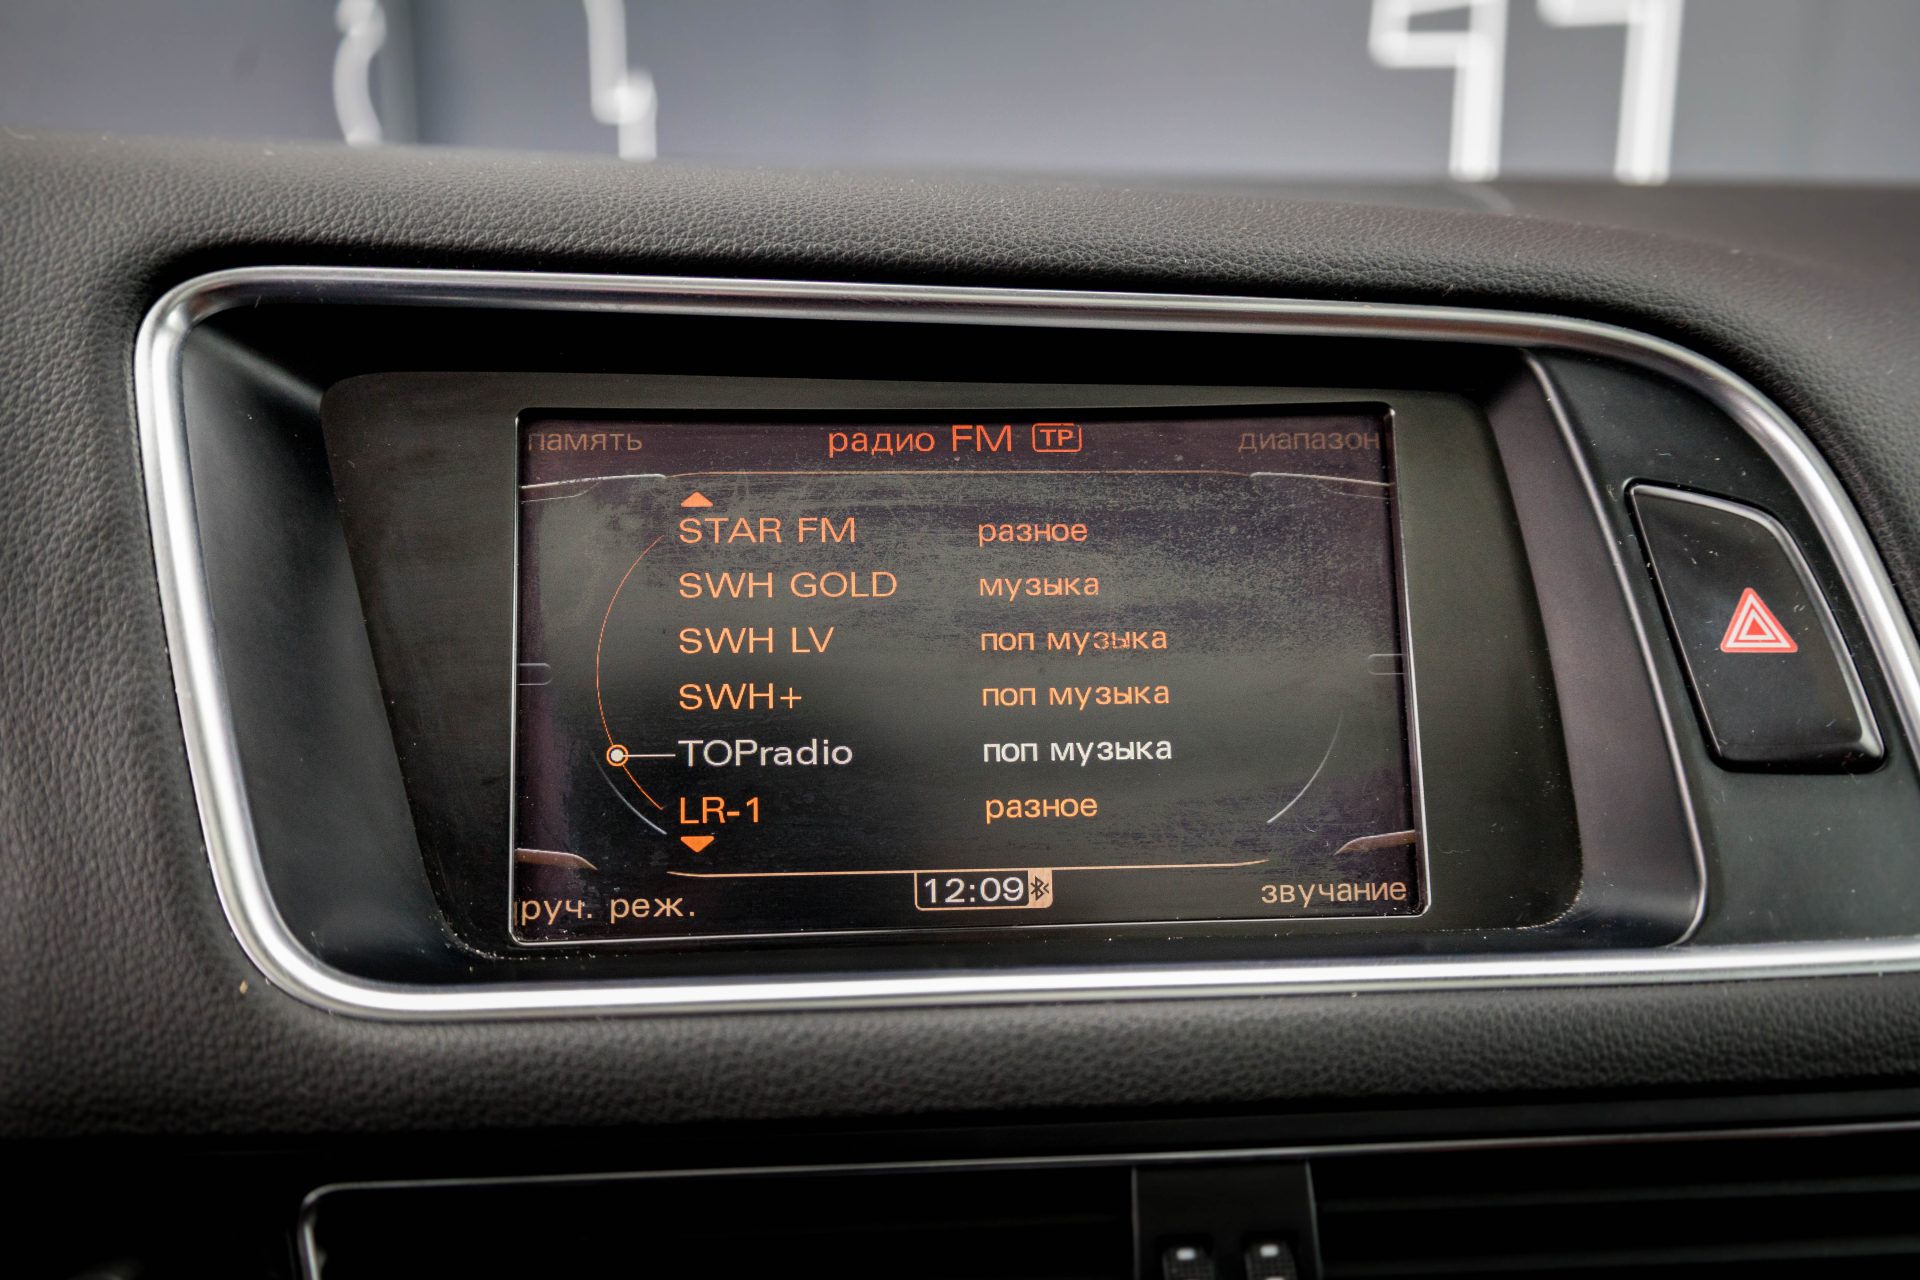 память радио FM TP диапазон
STAR FM разное
SWH GOLD музыка
SWH LV поп музыка
SWH+ поп музыка
TOPradio поп музыка
LR-1 разное
руч. реж. 12:09 звучание